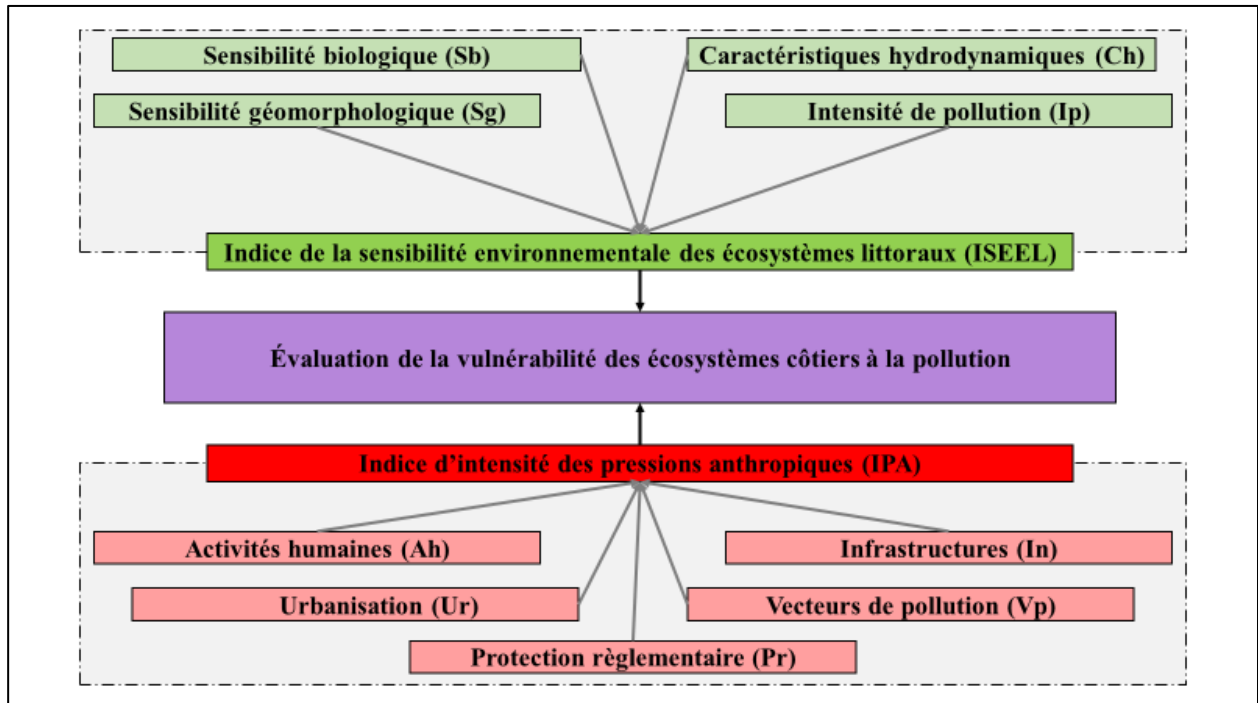 Sensibilité biologique (Sb)
Caractéristiques hydrodynamiques (Ch)
Sensibilité géomorphologique (Sg)
Intensité de pollution (Ip)
Indice de la sensibilité environnementale des écosystèmes littoraux (ISEEL)
Évaluation de la vulnérabilité des écosystèmes côtiers à la pollution
Indice d’intensité des pressions anthropiques (IPA)
Activités humaines (Ah)
Infrastructures (In)
Urbanisation (Ur)
Vecteurs de pollution (Vp)
Protection règlementaire (Pr)